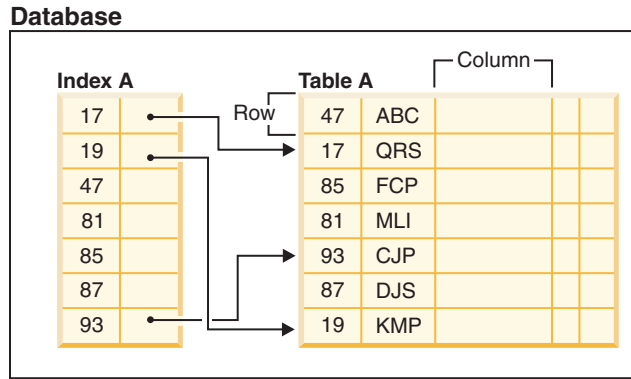 Database
Column
Index A Table A
17 Row 47 ABC
19 17 QRS
47 85 FCP
81 81 MLI
85 93 CJP
87 87 DJS
93 19 KMP